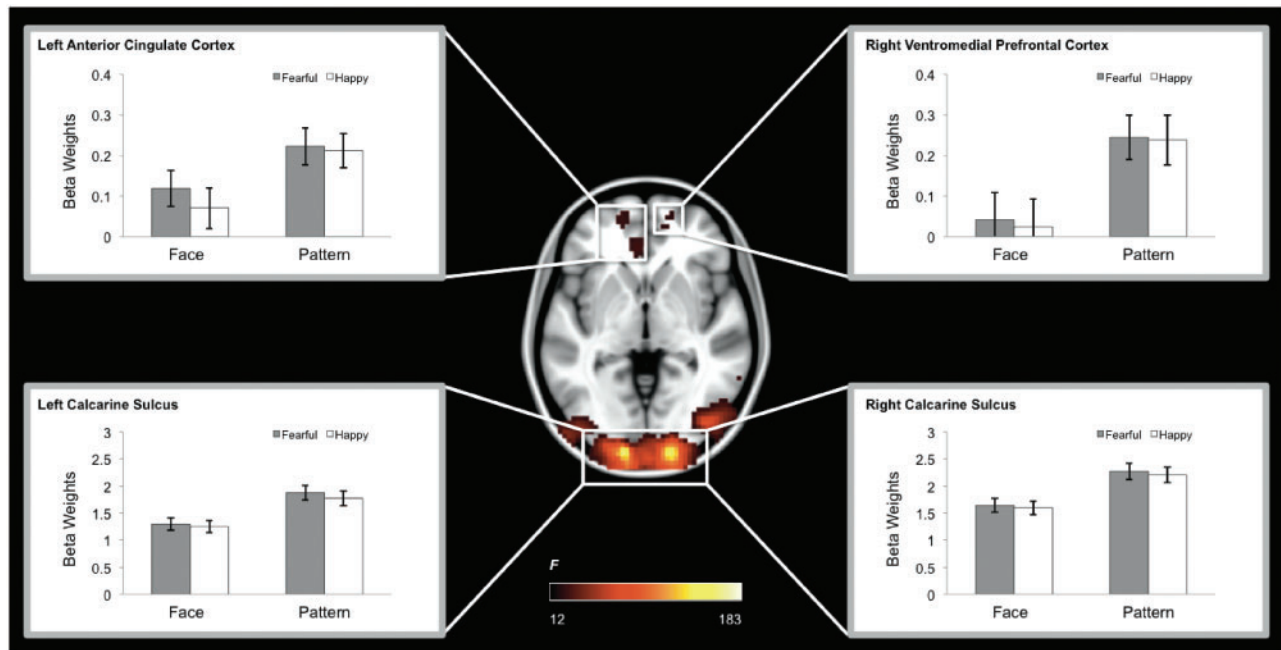 Left Anterior Cingulate Cortex
Fearful Happy
0.4
0.3
0.2
0.1
0
Beta Weights
Face Pattern
Right Ventromedial Prefrontal Cortex
Fearful Happy
0.4
0.3
0.2
0.1
0
Beta Weights
Face Pattern
Left Calcarine Sulcus
Fearful Happy
3
2.5
2
1.5
1
0.5
0
Beta Weights
Face Pattern
Right Calcarine Sulcus
Fearful Happy
3
2.5
2
1.5
1
0.5
0
Beta Weights
Face Pattern
F
12 183